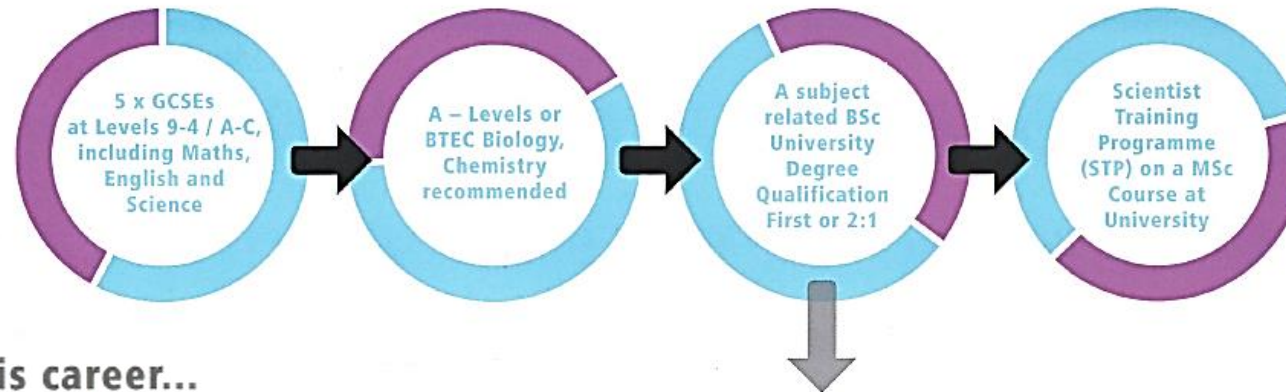 5 x GCSEs
at Levels 9-4 / A-C,
including Maths,
English and
Science
A – Levels or
BTEC Biology,
Chemistry
recommended
A subject
related BSc
University
Degree
Qualification
First or 2:1
Scientist
Training
Programme
(STP) on a MSc
Course at
University
is career...